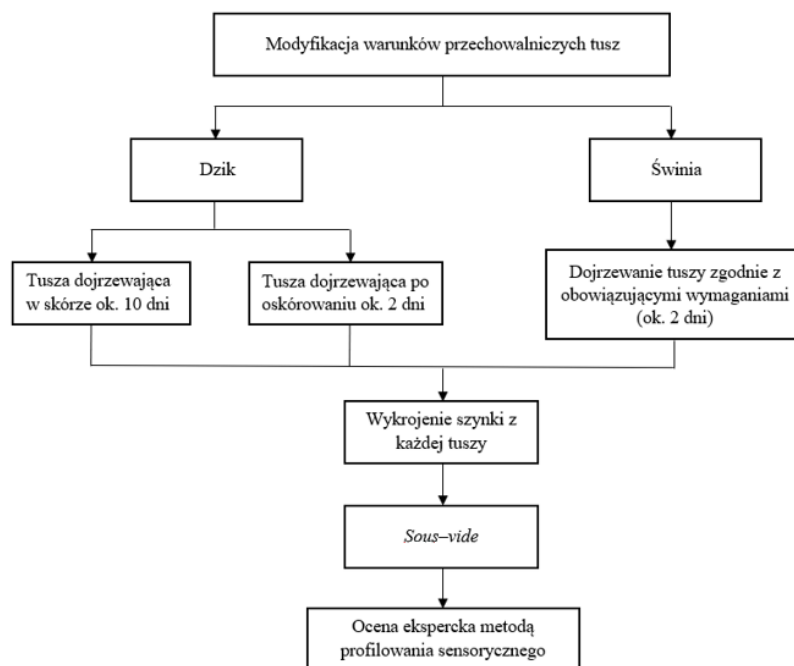 Modyfikacja warunków przechowalniczych tusz
Dzik
Świnia
Tusza dojrzewająca
w skórze ok. 10 dni
Tusza dojrzewająca po
oskórowaniu ok. 2 dni
Dojrzewanie tuszy zgodnie z
obowiązującymi wymaganiami
(ok. 2 dni)
Wykrojenie szynki z
każdej tuszy
Sous–vide
Ocena ekspercka metodą
profilowania sensorycznego